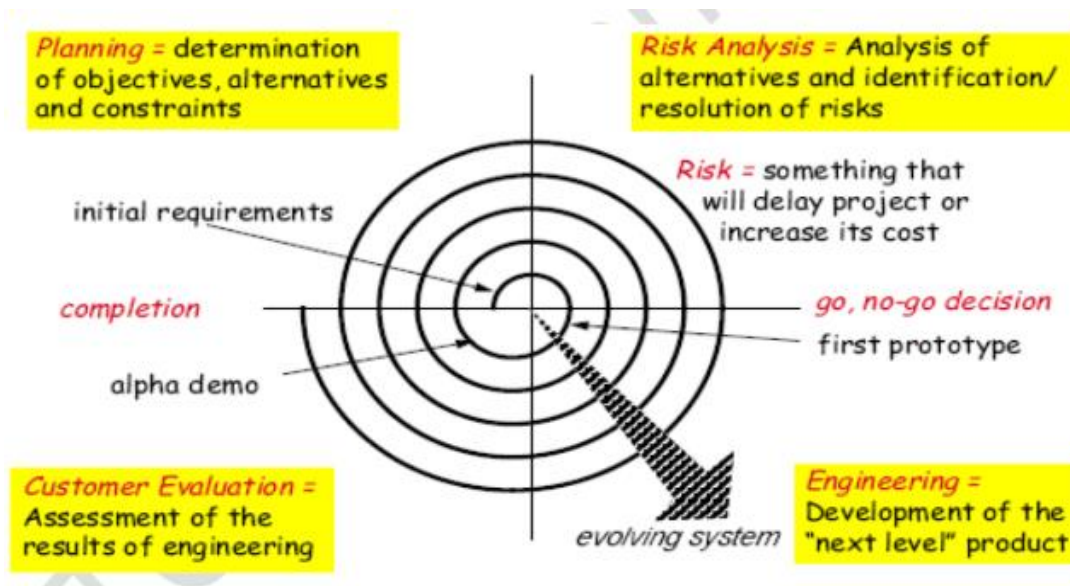 Planning = determination
of objectives, alternatives
and constraints
Risk Analysis = Analysis of
alternatives and identification/
resolution of risks
Risk = something that
will delay project or
increase its cost
initial requirements
completion
go, no-go decision
first prototype
alpha demo
Customer Evaluation =
Assessment of the
results of engineering
evolving system
Engineering =
Development of the
"next level" product